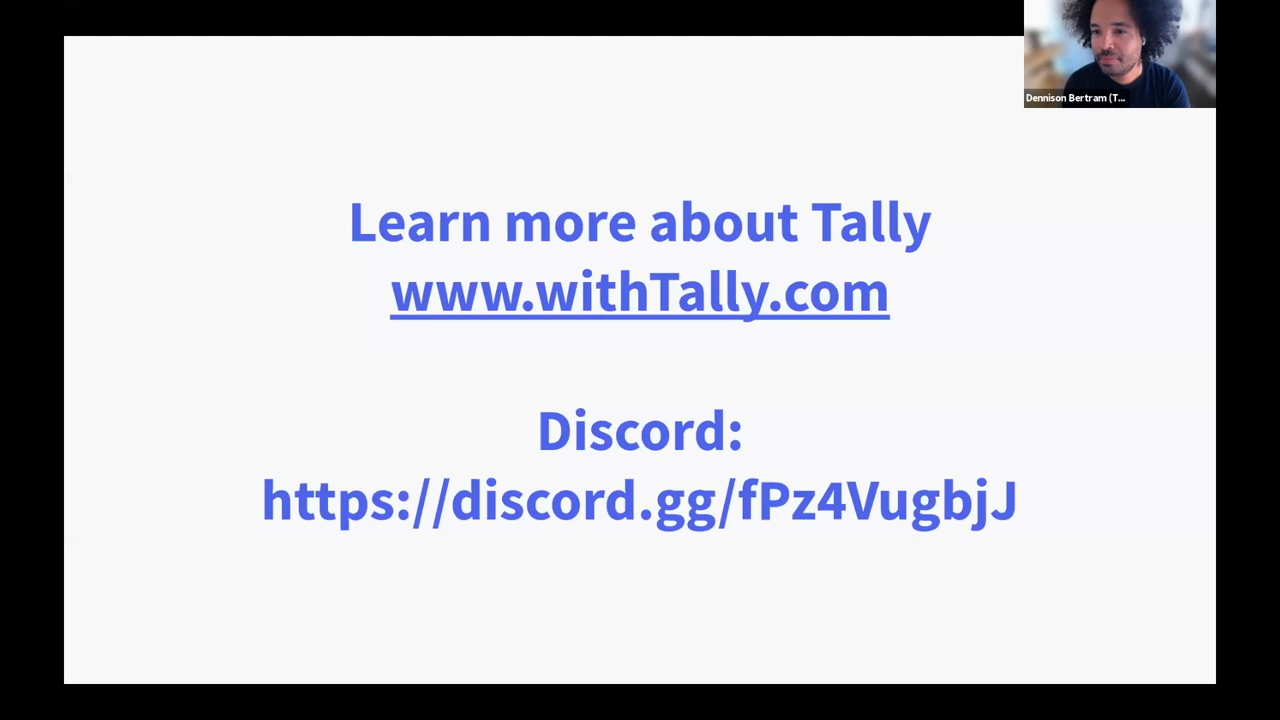 Dennison Bertram (T...
Learn more about Tally
www.withTally.com
Discord:
https://discord.gg/fPz4VugbjJ